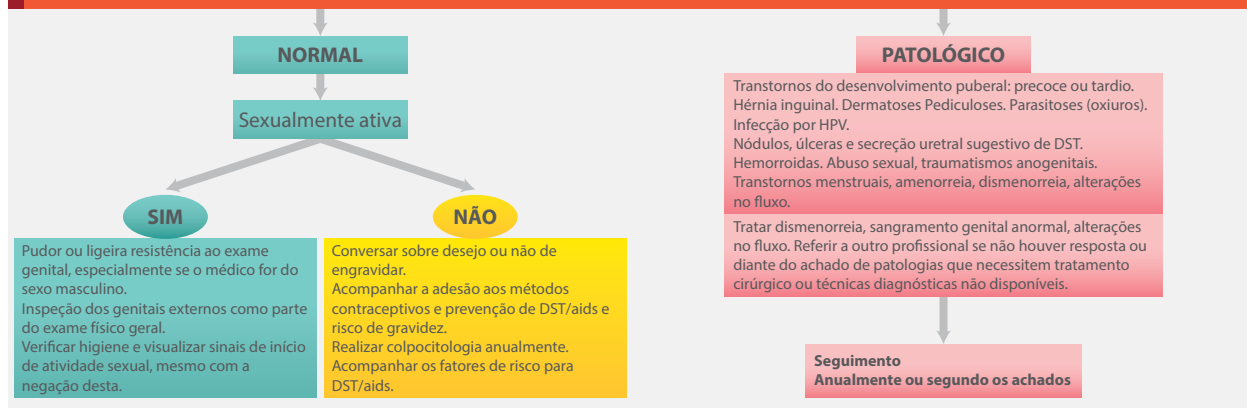 NORMAL
Sexualmente ativa
SIM
Pudor ou ligeira resistência ao exame
genital, especialmente se o médico for do
sexo masculino.
Inspeção dos genitais externos como parte
do exame físico geral.
Verificar higiene e visualizar sinais de início
de atividade sexual, mesmo com a
negação desta.
NÃO
Conversar sobre desejo ou não de
engravidar.
Acompanhar a adesão aos métodos
contraceptivos e prevenção de DST/aids e
risco de gravidez.
Realizar colpocitologia anualmente.
Acompanhar os fatores de risco para
DST/aids.
PATOLÓGICO
Transtornos do desenvolvimento puberal: precoce ou tardio.
Hérnia inguinal. Dermatoses Pediculoses. Parasitoses (oxiuros).
Infecção por HPV.
Nódulos, úlceras e secreção uretral sugestivo de DST.
Hemorroidas. Abuso sexual, traumatismos anogenitais.
Transtornos menstruais, amenorreia, dismenorreia, alterações
no fluxo.
Tratar dismenorreia, sangramento genital anormal, alterações
no fluxo. Referir a outro profissional se não houver resposta ou
diante do achado de patologias que necessitem tratamento
cirúrgico ou técnicas diagnósticas não disponíveis.
Seguimento
Anualmente ou segundo os achados